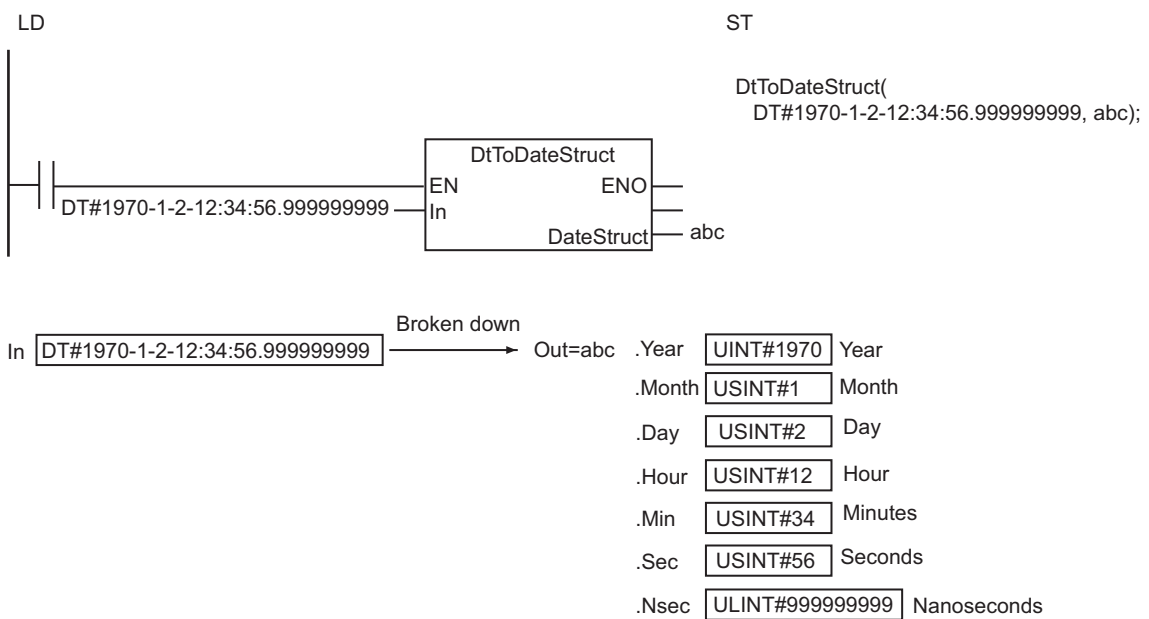 LD
ST
DtToDateStruct(
DT#1970-1-2-12:34:56.999999999, abc);
DtToDateStruct
EN ENO
DT#1970-1-2-12:34:56.999999999 In
DateStruct abc
Broken down
In DT#1970-1-2-12:34:56.999999999 Out=abc .Year UINT#1970 Year
.Month USINT#1 Month
.Day USINT#2 Day
.Hour USINT#12 Hour
.Min USINT#34 Minutes
.Sec USINT#56 Seconds
.Nsec ULINT#999999999 Nanoseconds